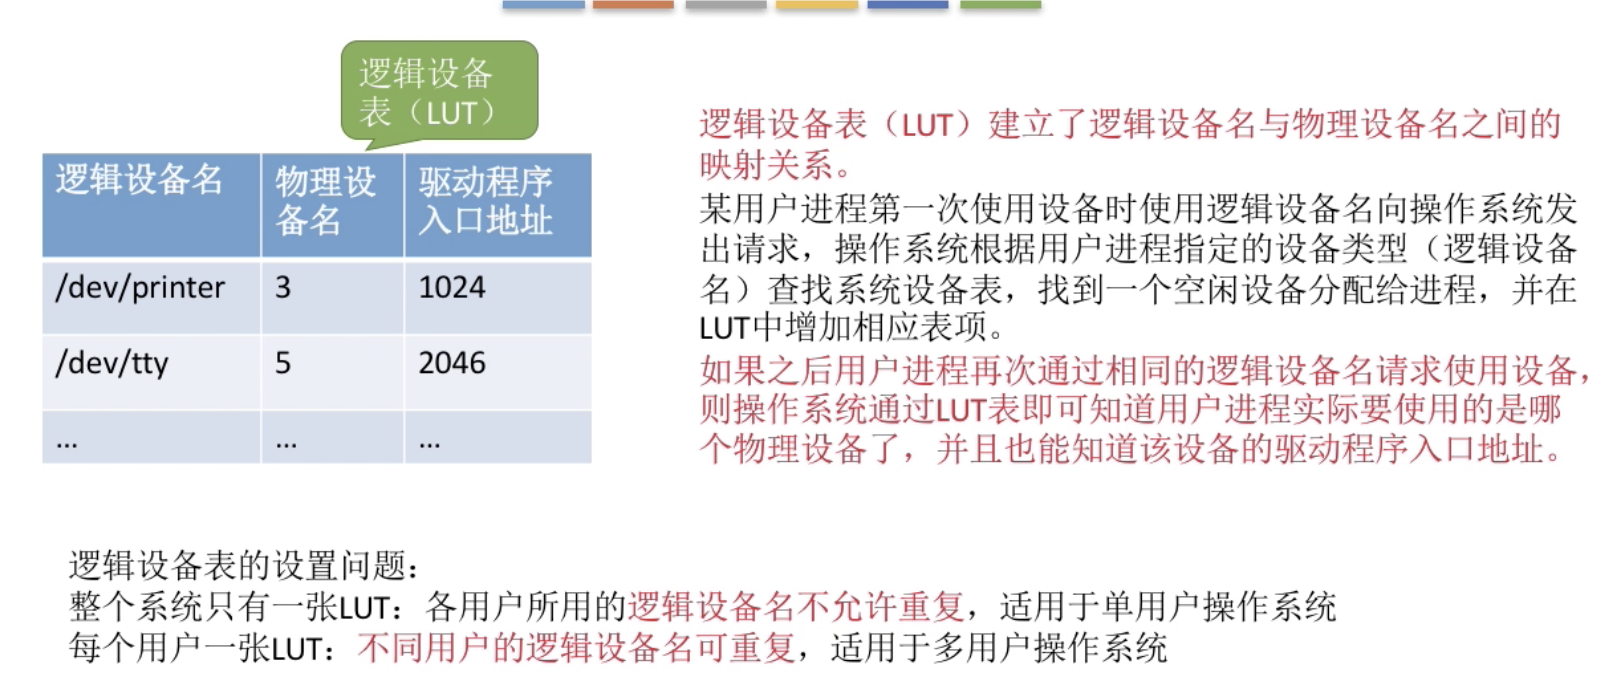 逻辑设备
表（LUT）
逻辑设备名
物理设
备名
驱动程序
入口地址
/dev/printer
3
1024
/dev/tty
5
2046
...
...
...
逻辑设备表（LUT）建立了逻辑设备名与物理设备名之间的
映射关系。
某用户进程第一次使用设备时使用逻辑设备名向操作系统发
出请求，操作系统根据用户进程指定的设备类型（逻辑设备
名）查找系统设备表，找到一个空闲设备分配给进程，并在
LUT中增加相应表项。
如果之后用户进程再次通过相同的逻辑设备名请求使用设备，
则操作系统通过LUT表即可知道用户进程实际要使用的是哪
个物理设备了，并且也能知道该设备的驱动程序入口地址。
逻辑设备表的设置问题：
整个系统只有一张LUT：各用户所用的逻辑设备名不允许重复，适用于单用户操作系统
每个用户一张LUT：不同用户的逻辑设备名可重复，适用于多用户操作系统